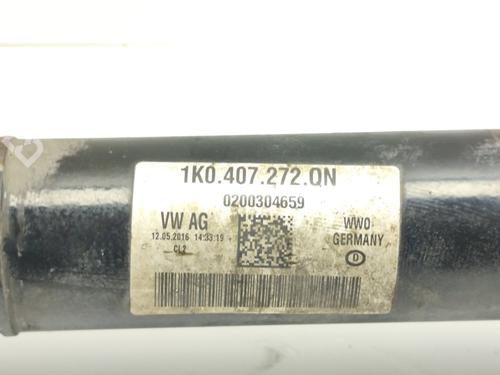 1K0.407.272.QN
0200304659
VW AG
12.05.2016 14:33:19
CL2
WWO
GERMANY
D